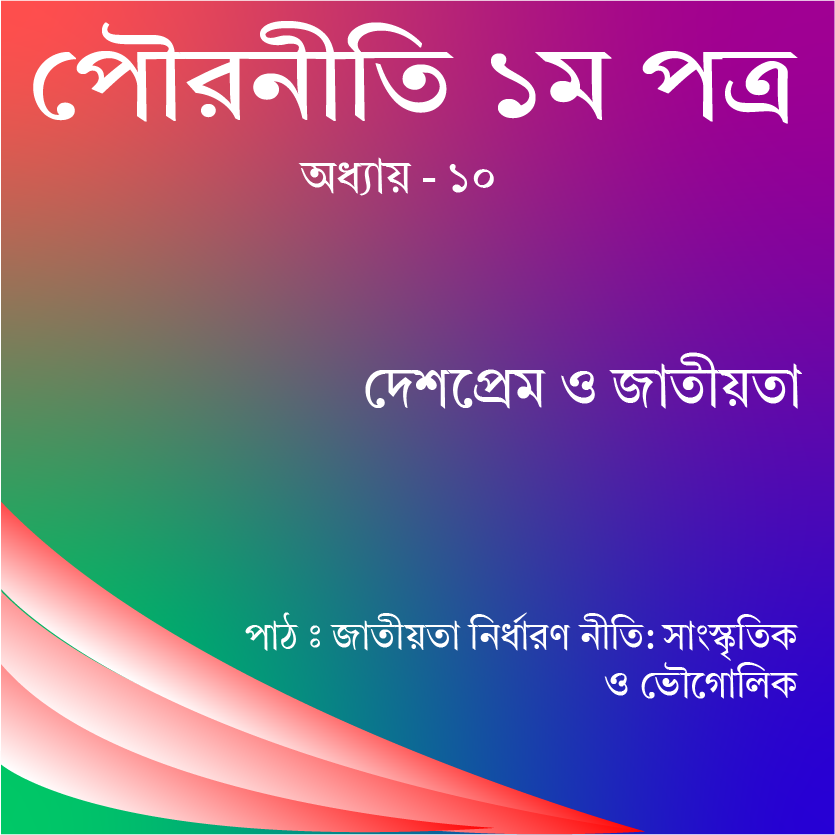 পৌরনীতি ১ম পত্র
অধ্যায় - ১০
দেশপ্রেম ও জাতীয়তা
পাঠ ঃ জাতীয়তা নির্ধারণ নীতি: সাংস্কৃতিক
ও ভৌগোলিক